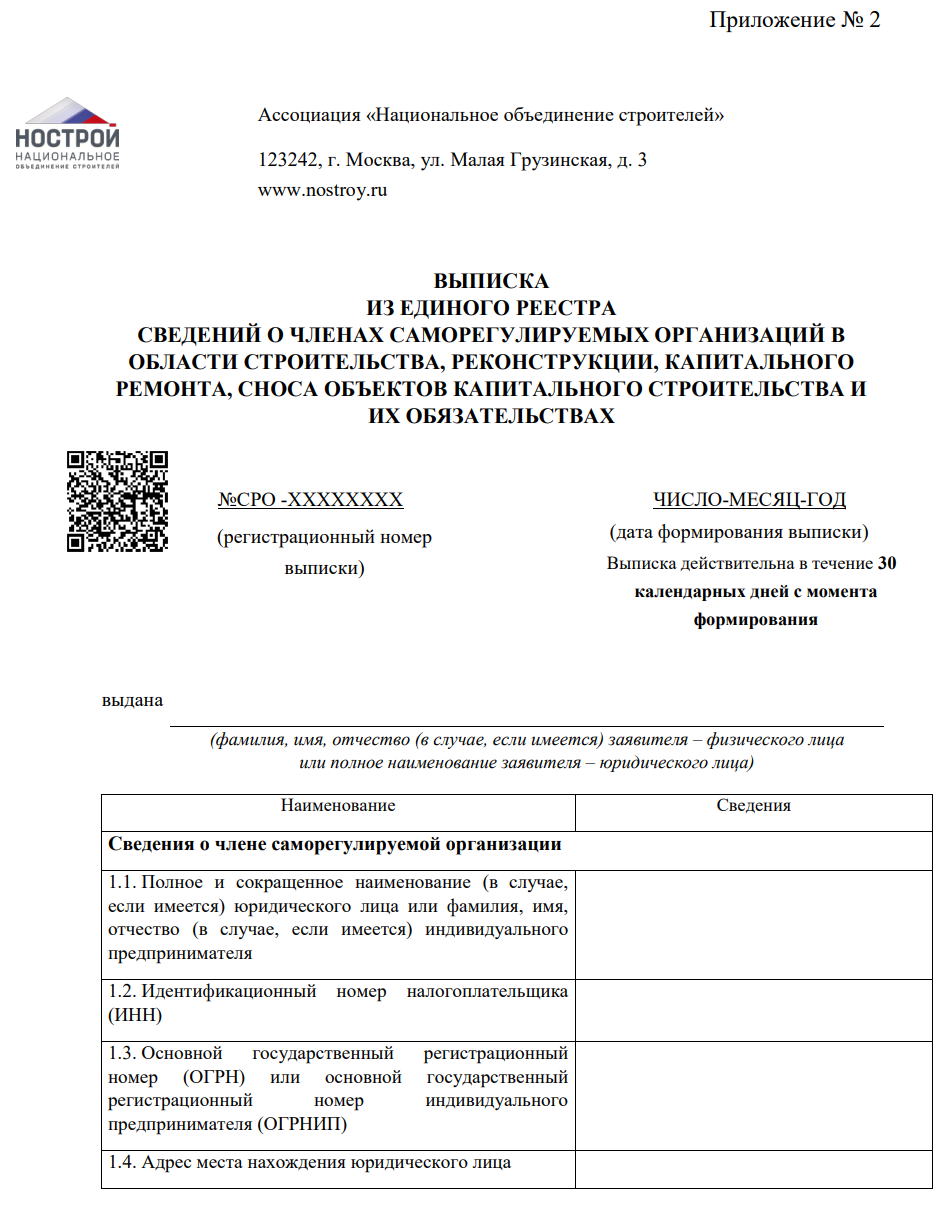 Приложение № 2
НОСТРОЙ
НАЦИОНАЛЬНОЕ
ОБЪЕДИНЕНИЕ СТРОИТЕЛЕЙ
Ассоциация «Национальное объединение строителей»
123242, г. Москва, ул. Малая Грузинская, д. 3
www.nostroy.ru
ВЫПИСКА
ИЗ ЕДИНОГО РЕЕСТРА
СВЕДЕНИЙ О ЧЛЕНАХ САМОРЕГУЛИРУЕМЫХ ОРГАНИЗАЦИЙ В
ОБЛАСТИ СТРОИТЕЛЬСТВА, РЕКОНСТРУКЦИИ, КАПИТАЛЬНОГО
РЕМОНТА, СНОСА ОБЪЕКТОВ КАПИТАЛЬНОГО СТРОИТЕЛЬСТВА И
ИХ ОБЯЗАТЕЛЬСТВАХ
№СРО -XXXXXXXX
(регистрационный номер
выписки)
ЧИСЛО-МЕСЯЦ-ГОД
(дата формирования выписки)
Выписка действительна в течение 30
календарных дней с момента
формирования
выдана
(фамилия, имя, отчество (в случае, если имеется) заявителя – физического лица
или полное наименование заявителя – юридического лица)
Наименование
Сведения
Сведения о члене саморегулируемой организации
1.1. Полное и сокращенное наименование (в случае,
если имеется) юридического лица или фамилия, имя,
отчество (в случае, если имеется) индивидуального
предпринимателя
1.2. Идентификационный номер налогоплательщика
(ИНН)
1.3. Основной государственный регистрационный
номер (ОГРН) или основной государственный
регистрационный номер индивидуального
предпринимателя (ОГРНИП)
1.4. Адрес места нахождения юридического лица